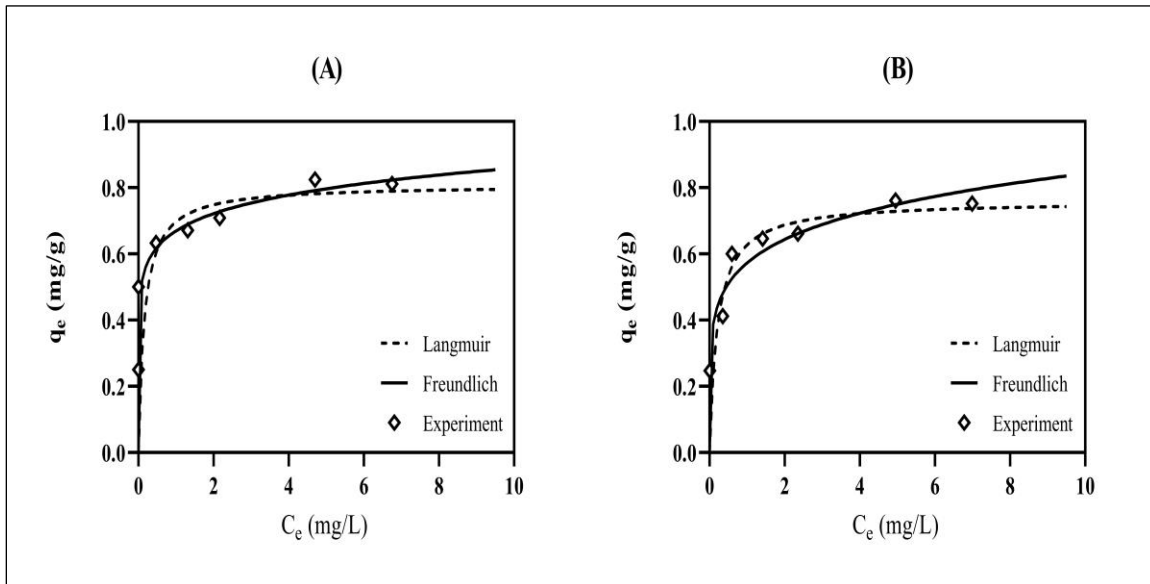 (A)
1.0
0.8
0.6
0.4
0.2
0.0
qe (mg/g)
Langmuir
Freundlich
Experiment
0 2 4 6 8 10
Ce (mg/L)
(B)
1.0
0.8
0.6
0.4
0.2
0.0
qe (mg/g)
Langmuir
Freundlich
Experiment
0 2 4 6 8 10
Ce (mg/L)